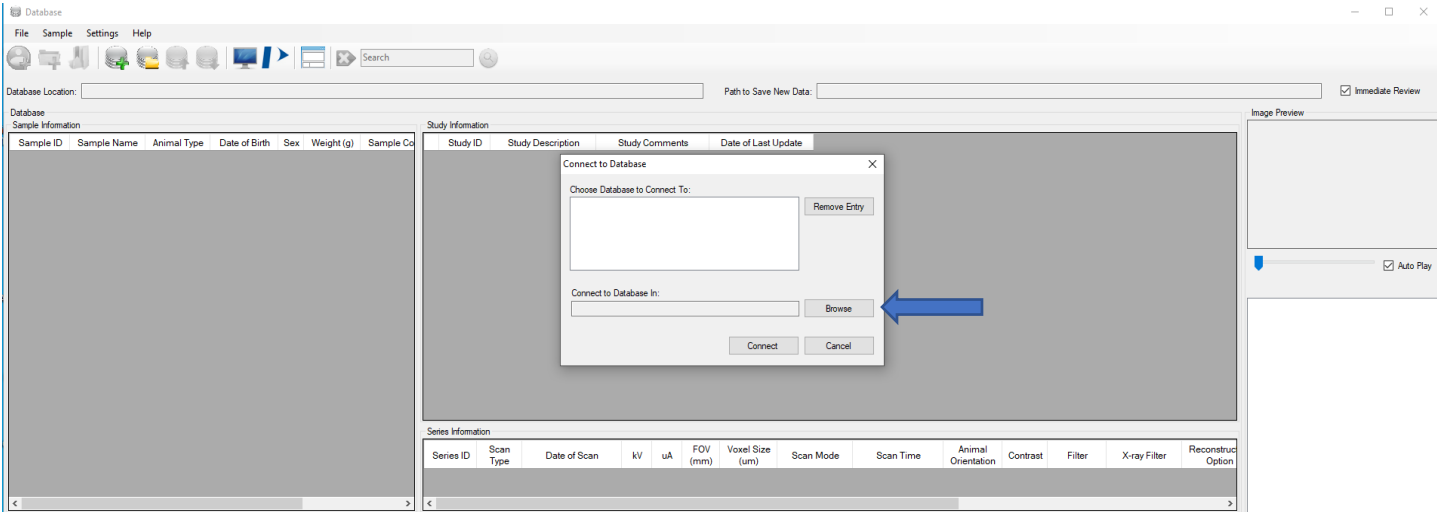 Database
File Sample Settings Help
Search
Database Location: Path to Save New Data: Immediate Review
Database
Sample Information
Sample ID Sample Name Animal Type Date of Birth Sex Weight (g) Sample Co
Study Information
Study ID Study Description Study Comments Date of Last Update
Image Preview
Auto Play
Connect to Database
Choose Database to Connect To:
Remove Entry
Connect to Database In:
Browse
Connect Cancel
Series Information
Series ID Scan Type Date of Scan kV uA FOV (mm) Voxel Size (um) Scan Mode Scan Time Animal Orientation Contrast Filter X-ray Filter Reconstruc Option